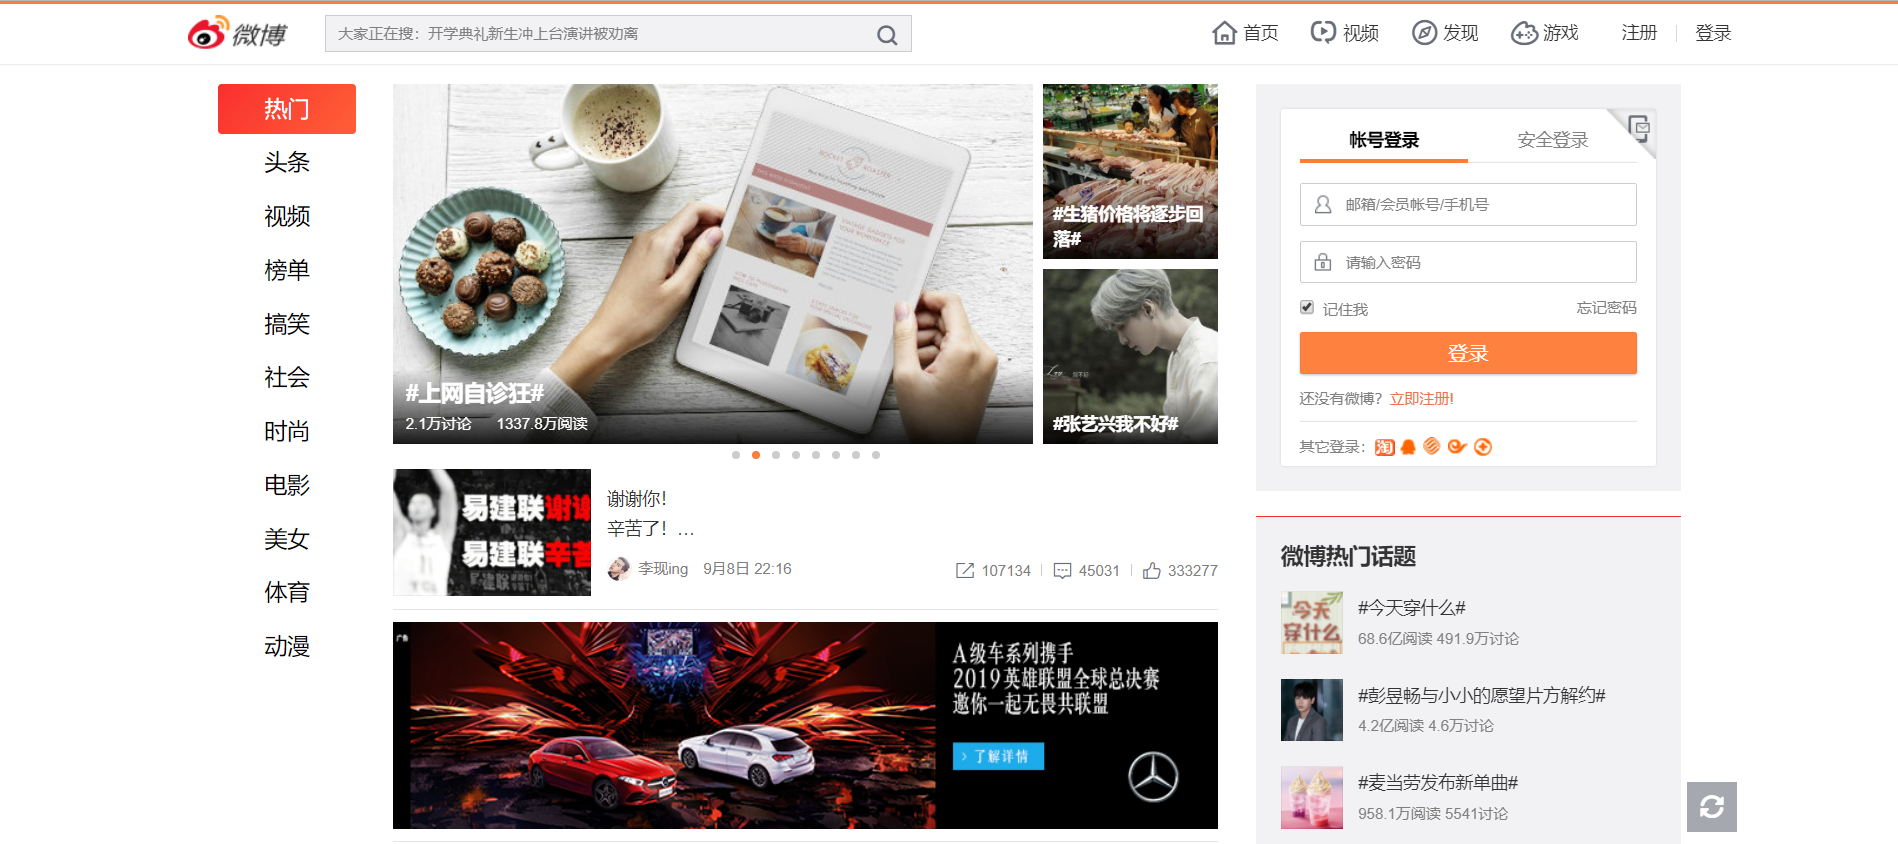 微博
大家正在搜：开学典礼新生冲上台演讲被劝离
首页
视频
发现
游戏
注册
登录
热门
头条
视频
榜单
搞笑
社会
时尚
电影
美女
体育
动漫
#上网自诊狂#
2.1万讨论 1337.8万阅读
#生猪价格将逐步回
落#
#张艺兴我不好#
易建联谢谢
易建联辛苦
谢谢你！
辛苦了！...
李现ing 9月8日 22:16
107134
45031
333277
广告
A级车系列携手
2019英雄联盟全球总决赛
邀你一起无畏共联盟
> 了解详情
帐号登录
安全登录
邮箱/会员帐号/手机号
请输入密码
记住我
忘记密码
登录
还没有微博？立即注册!
其它登录：
淘
微博热门话题
今天
穿什么
#今天穿什么#
68.6亿阅读 491.9万讨论
#彭昱畅与小小的愿望片方解约#
4.2亿阅读 4.6万讨论
#麦当劳发布新单曲#
958.1万阅读 5541讨论